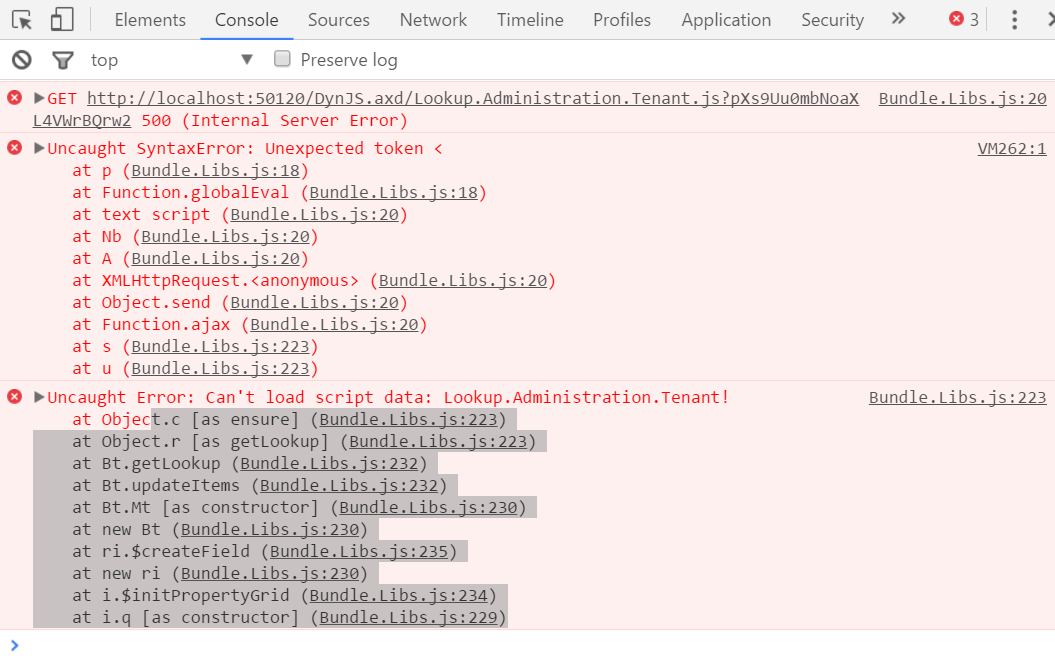 Elements Console Sources Network Timeline Profiles Application Security » 3
top Preserve log
GET http://localhost:50120/DynJS.axd/Lookup.Administration.Tenant.js?pXs9Uu0mbNoaX Bundle.Libs.js:20
L4VWrBQrw2 500 (Internal Server Error)
Uncaught SyntaxError: Unexpected token < VM262:1
at p (Bundle.Libs.js:18)
at Function.globalEval (Bundle.Libs.js:18)
at text script (Bundle.Libs.js:20)
at Nb (Bundle.Libs.js:20)
at A (Bundle.Libs.js:20)
at XMLHttpRequest.<anonymous> (Bundle.Libs.js:20)
at Object.send (Bundle.Libs.js:20)
at Function.ajax (Bundle.Libs.js:20)
at s (Bundle.Libs.js:223)
at u (Bundle.Libs.js:223)
Uncaught Error: Can't load script data: Lookup.Administration.Tenant! Bundle.Libs.js:223
at Object.c [as ensure] (Bundle.Libs.js:223)
at Object.r [as getLookup] (Bundle.Libs.js:223)
at Bt.getLookup (Bundle.Libs.js:232)
at Bt.updateItems (Bundle.Libs.js:232)
at Bt.Mt [as constructor] (Bundle.Libs.js:230)
at new Bt (Bundle.Libs.js:230)
at ri.$createField (Bundle.Libs.js:235)
at new ri (Bundle.Libs.js:230)
at i.$initPropertyGrid (Bundle.Libs.js:234)
at i.q [as constructor] (Bundle.Libs.js:229)